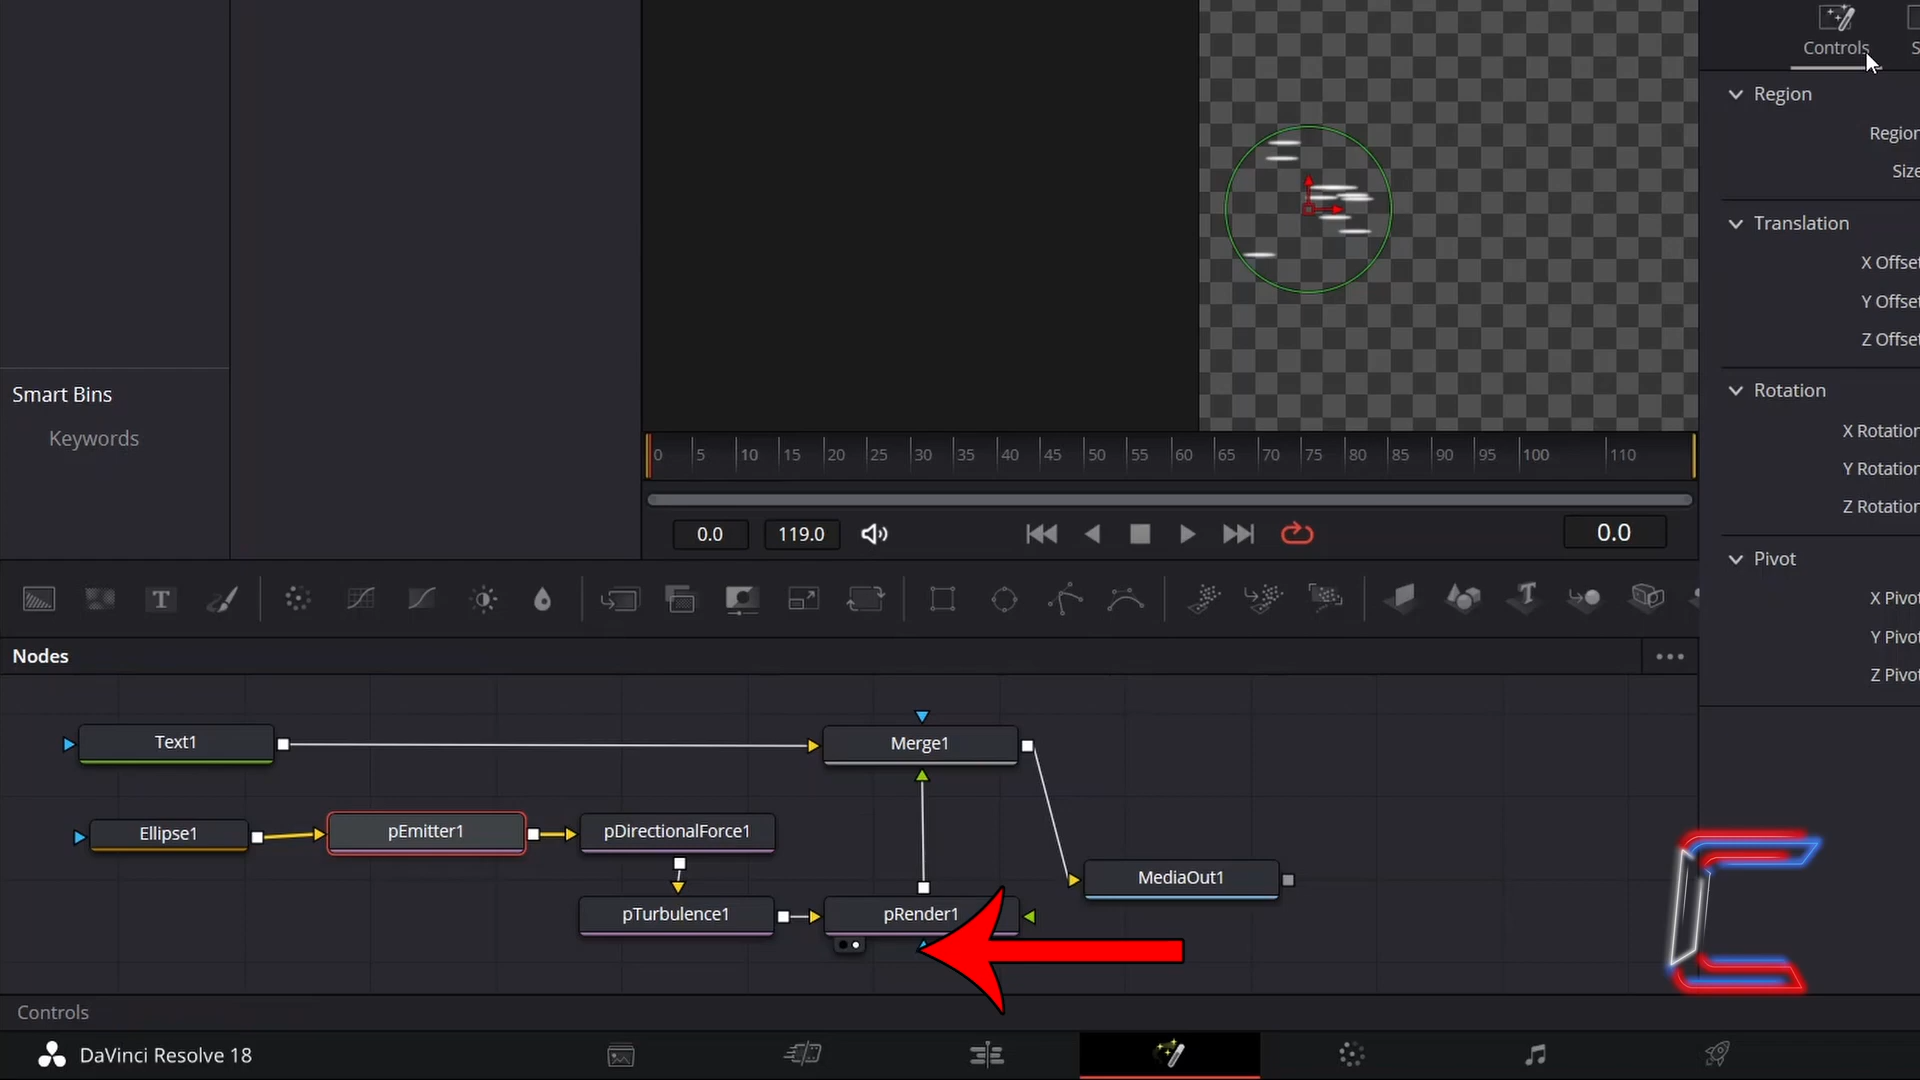 Controls
S
Region
Region
Size
Translation
X Offset
Y Offset
Z Offset
Smart Bins
Keywords
Rotation
X Rotation
Y Rotation
Z Rotation
0 5 10 15 20 25 30 35 40 45 50 55 60 65 70 75 80 85 90 95 100 110
0.0 119.0 0.0
Pivot
X Pivot
Y Pivot
Z Pivot
T
T
Nodes
Text1
Merge1
Ellipse1
pEmitter1
pDirectionalForce1
MediaOut1
pTurbulence1
pRender1
C
Controls
DaVinci Resolve 18